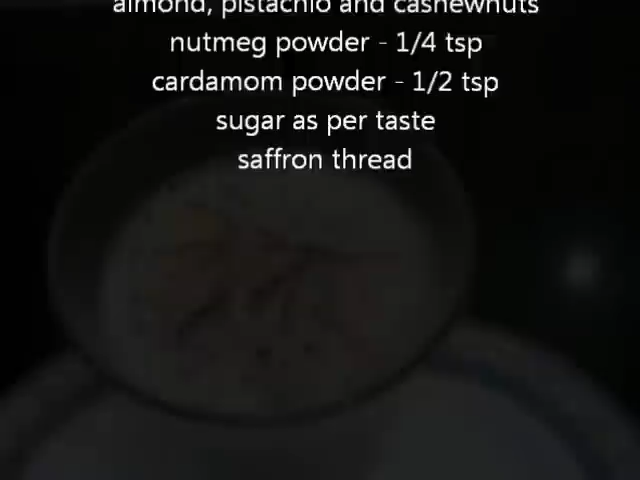 almond, pistachio and cashewnuts
nutmeg powder - 1/4 tsp
cardamom powder - 1/2 tsp
sugar as per taste
saffron thread